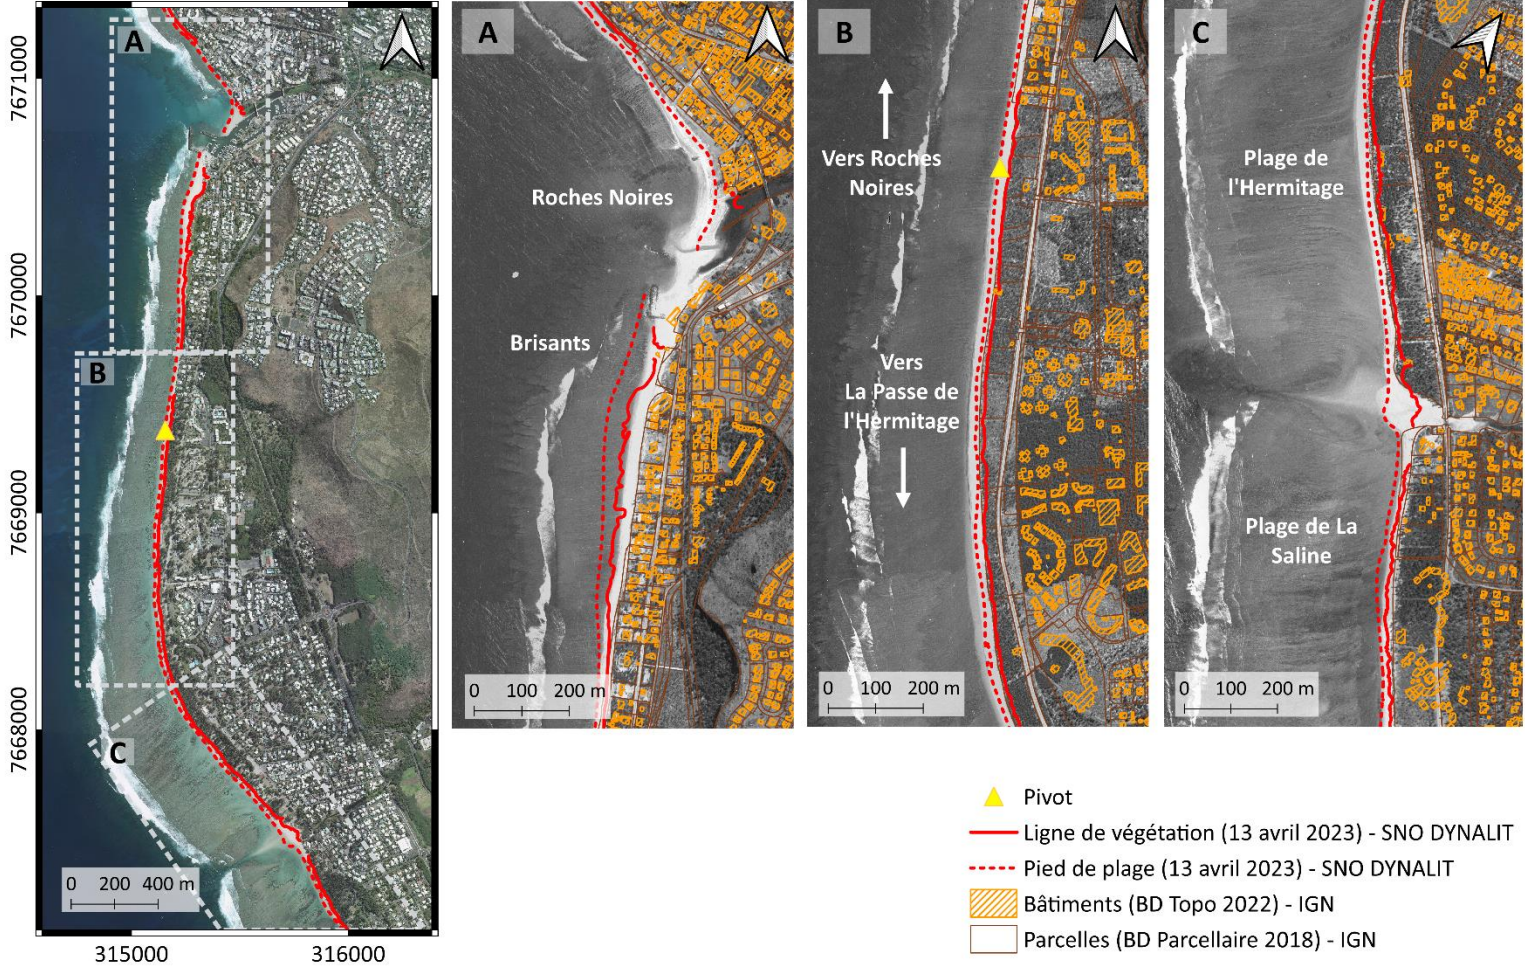 A
B
C
7671000
7670000
7669000
7668000
0 200 400 m
315000 316000
A
Roches Noires
Brisants
0 100 200 m
B
Vers Roches
Noires
Vers
La Passe de
l'Hermitage
0 100 200 m
C
Plage de
l'Hermitage
Plage de La
Saline
0 100 200 m
Pivot
Ligne de végétation (13 avril 2023) - SNO DYNALIT
Pied de plage (13 avril 2023) - SNO DYNALIT
Bâtiments (BD Topo 2022) - IGN
Parcelles (BD Parcellaire 2018) - IGN